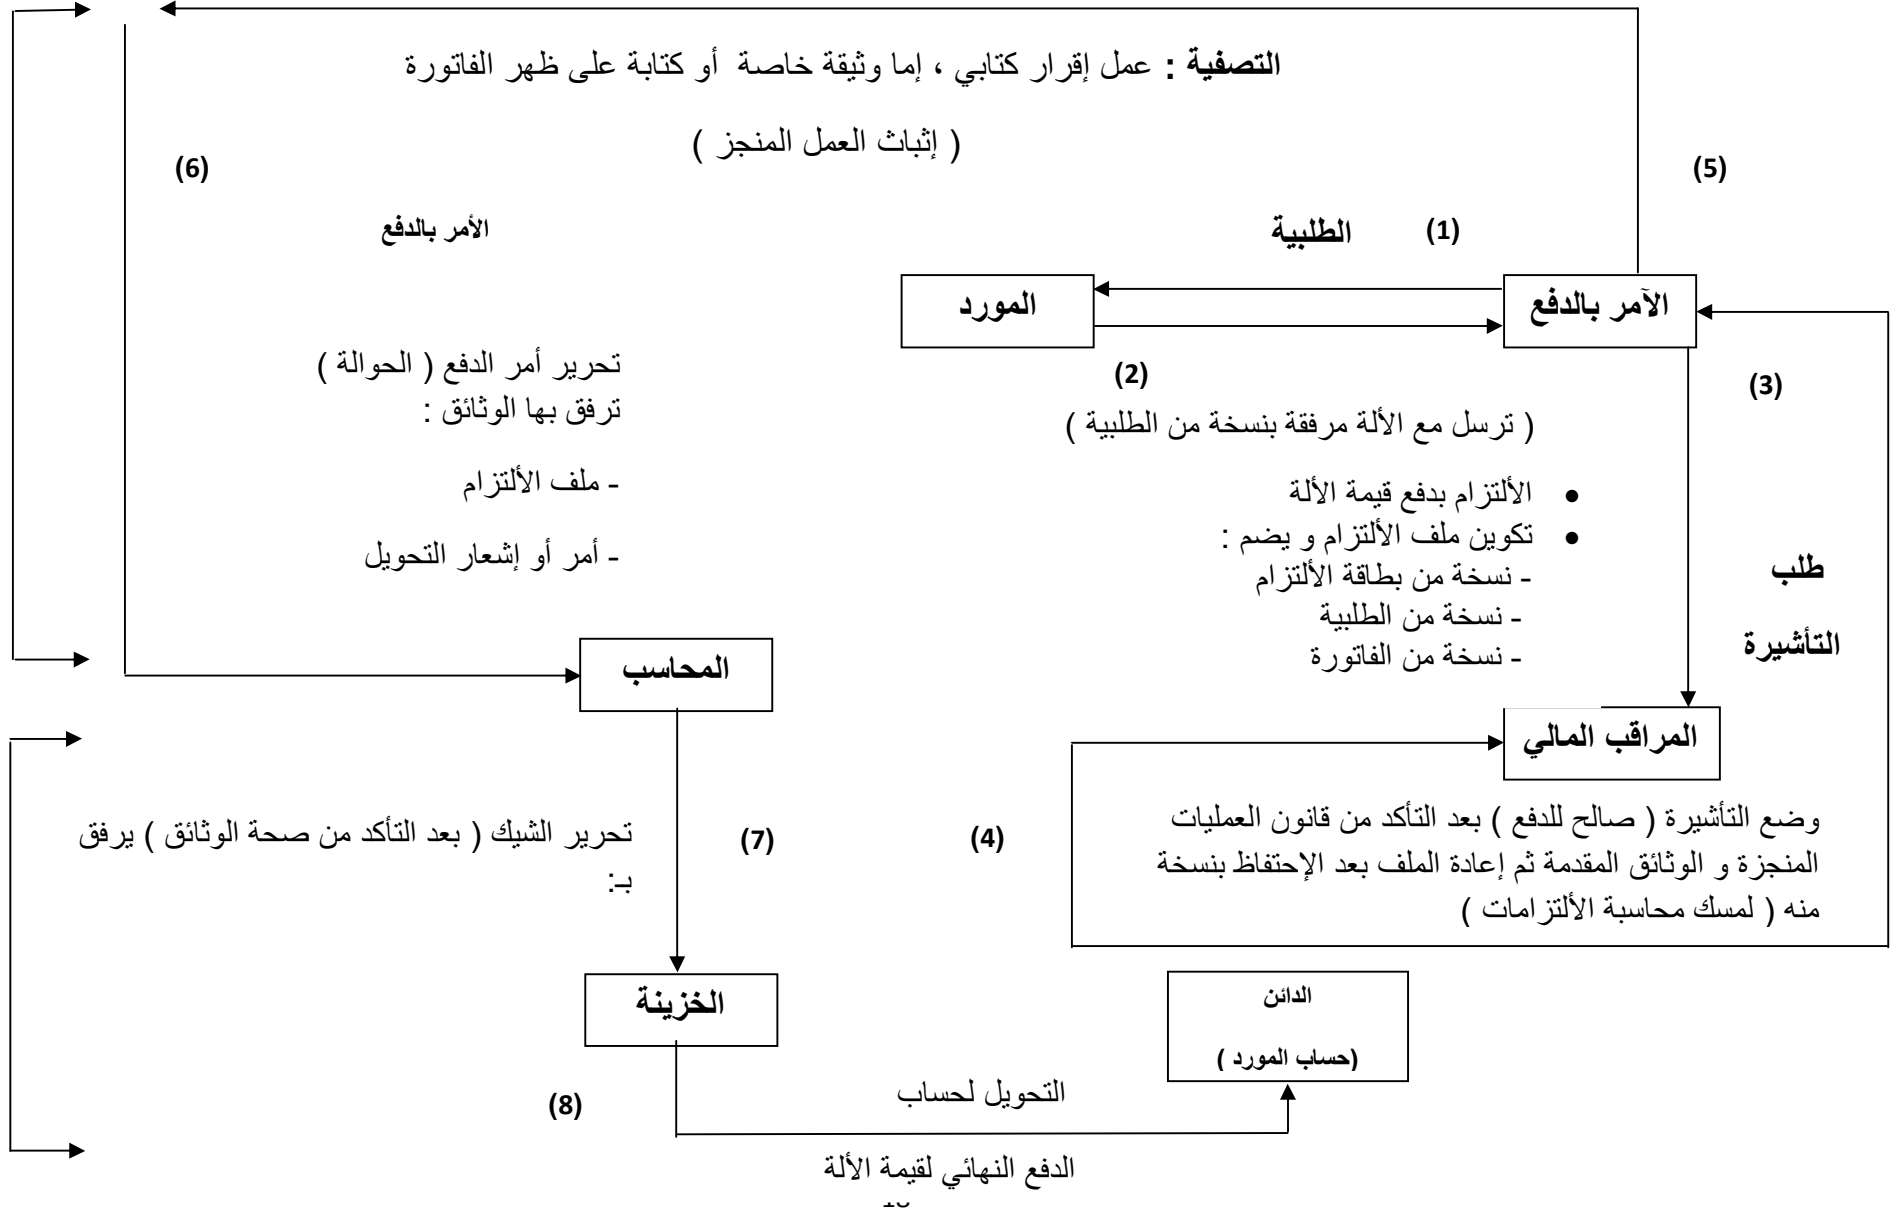 التصفية : عمل إقرار كتابي ، إما وثيقة خاصة أو كتابة على ظهر الفاتورة
( إثباث العمل المنجز )
(5)
(6)
(1)
الطلبية
الأمر بالدفع
الآمر بالدفع
المورد
(2)
(3)
( ترسل مع الألة مرفقة بنسخة من الطلبية )
• الألتزام بدفع قيمة الألة
• تكوين ملف الألتزام و يضم :
- نسخة من بطاقة الألتزام
- نسخة من الطلبية
- نسخة من الفاتورة
طلب
التأشيرة
تحرير أمر الدفع ( الحوالة )
ترفق بها الوثائق :
- ملف الألتزام
- أمر أو إشعار التحويل
المحاسب
المراقب المالي
وضع التأشيرة ( صالح للدفع ) بعد التأكد من قانون العمليات
المنجزة و الوثائق المقدمة ثم إعادة الملف بعد الإحتفاظ بنسخة
منه ( لمسك محاسبة الألتزامات )
(4)
(7)
تحرير الشيك ( بعد التأكد من صحة الوثائق ) يرفق
بـ:
الخزينة
الدائن
(حساب المورد )
(8)
التحويل لحساب
الدفع النهائي لقيمة الألة